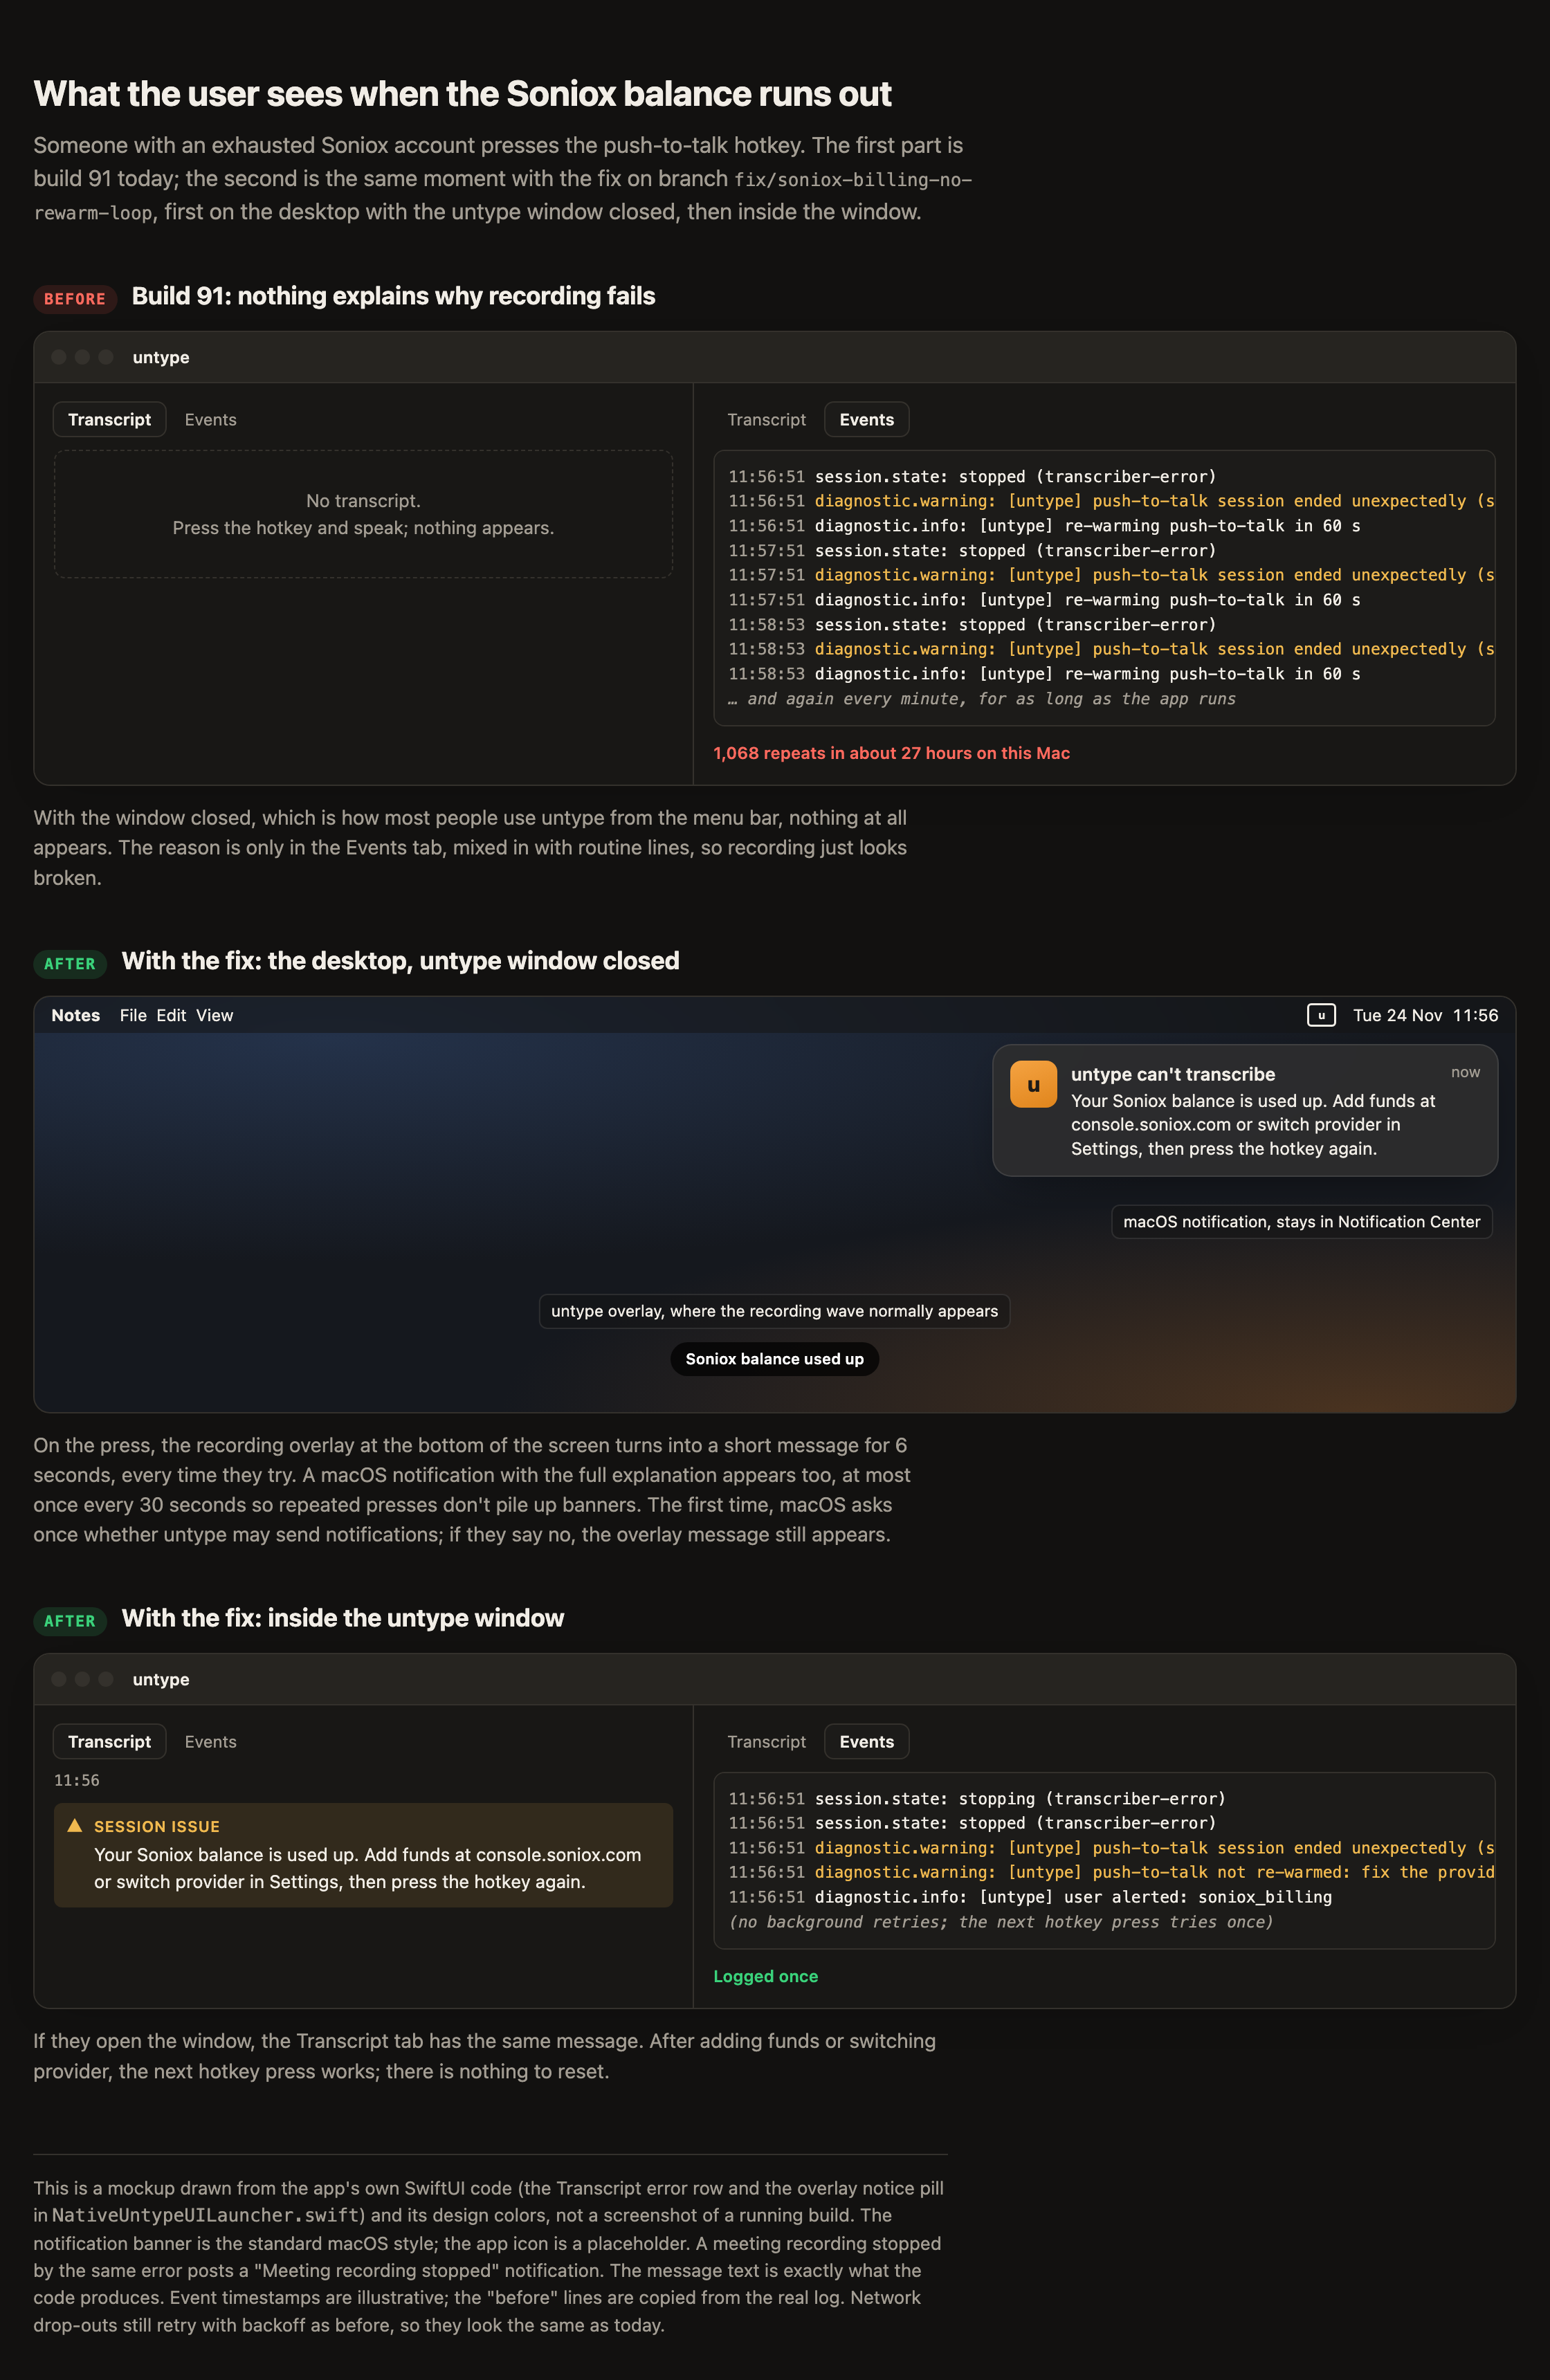 What the user sees when the Soniox balance runs out
Someone with an exhausted Soniox account presses the push-to-talk hotkey. The first part is
build 91 today; the second is the same moment with the fix on branch fix/soniox-billing-no-
rewarm-loop, first on the desktop with the untype window closed, then inside the window.
BEFORE Build 91: nothing explains why recording fails
untype
Transcript Events
No transcript.
Press the hotkey and speak; nothing appears.
Transcript Events
11:56:51 session.state: stopped (transcriber-error)
11:56:51 diagnostic.warning: [untype] push-to-talk session ended unexpectedly (s
11:56:51 diagnostic.info: [untype] re-warming push-to-talk in 60 s
11:57:51 session.state: stopped (transcriber-error)
11:57:51 diagnostic.warning: [untype] push-to-talk session ended unexpectedly (s
11:57:51 diagnostic.info: [untype] re-warming push-to-talk in 60 s
11:58:53 session.state: stopped (transcriber-error)
11:58:53 diagnostic.warning: [untype] push-to-talk session ended unexpectedly (s
11:58:53 diagnostic.info: [untype] re-warming push-to-talk in 60 s
… and again every minute, for as long as the app runs
1,068 repeats in about 27 hours on this Mac
With the window closed, which is how most people use untype from the menu bar, nothing at all
appears. The reason is only in the Events tab, mixed in with routine lines, so recording just looks
broken.
AFTER With the fix: the desktop, untype window closed
Notes File Edit View
u Tue 24 Nov 11:56
u
untype can't transcribe now
Your Soniox balance is used up. Add funds at
console.soniox.com or switch provider in
Settings, then press the hotkey again.
macOS notification, stays in Notification Center
untype overlay, where the recording wave normally appears
Soniox balance used up
On the press, the recording overlay at the bottom of the screen turns into a short message for 6
seconds, every time they try. A macOS notification with the full explanation appears too, at most
once every 30 seconds so repeated presses don't pile up banners. The first time, macOS asks
once whether untype may send notifications; if they say no, the overlay message still appears.
AFTER With the fix: inside the untype window
untype
Transcript Events
11:56
SESSION ISSUE
Your Soniox balance is used up. Add funds at console.soniox.com
or switch provider in Settings, then press the hotkey again.
Transcript Events
11:56:51 session.state: stopping (transcriber-error)
11:56:51 session.state: stopped (transcriber-error)
11:56:51 diagnostic.warning: [untype] push-to-talk session ended unexpectedly (s
11:56:51 diagnostic.warning: [untype] push-to-talk not re-warmed: fix the provid
11:56:51 diagnostic.info: [untype] user alerted: soniox_billing
(no background retries; the next hotkey press tries once)
Logged once
If they open the window, the Transcript tab has the same message. After adding funds or switching
provider, the next hotkey press works; there is nothing to reset.
This is a mockup drawn from the app's own SwiftUI code (the Transcript error row and the overlay notice pill
in NativeUntypeUILauncher.swift) and its design colors, not a screenshot of a running build. The
notification banner is the standard macOS style; the app icon is a placeholder. A meeting recording stopped
by the same error posts a "Meeting recording stopped" notification. The message text is exactly what the
code produces. Event timestamps are illustrative; the "before" lines are copied from the real log. Network
drop-outs still retry with backoff as before, so they look the same as today.